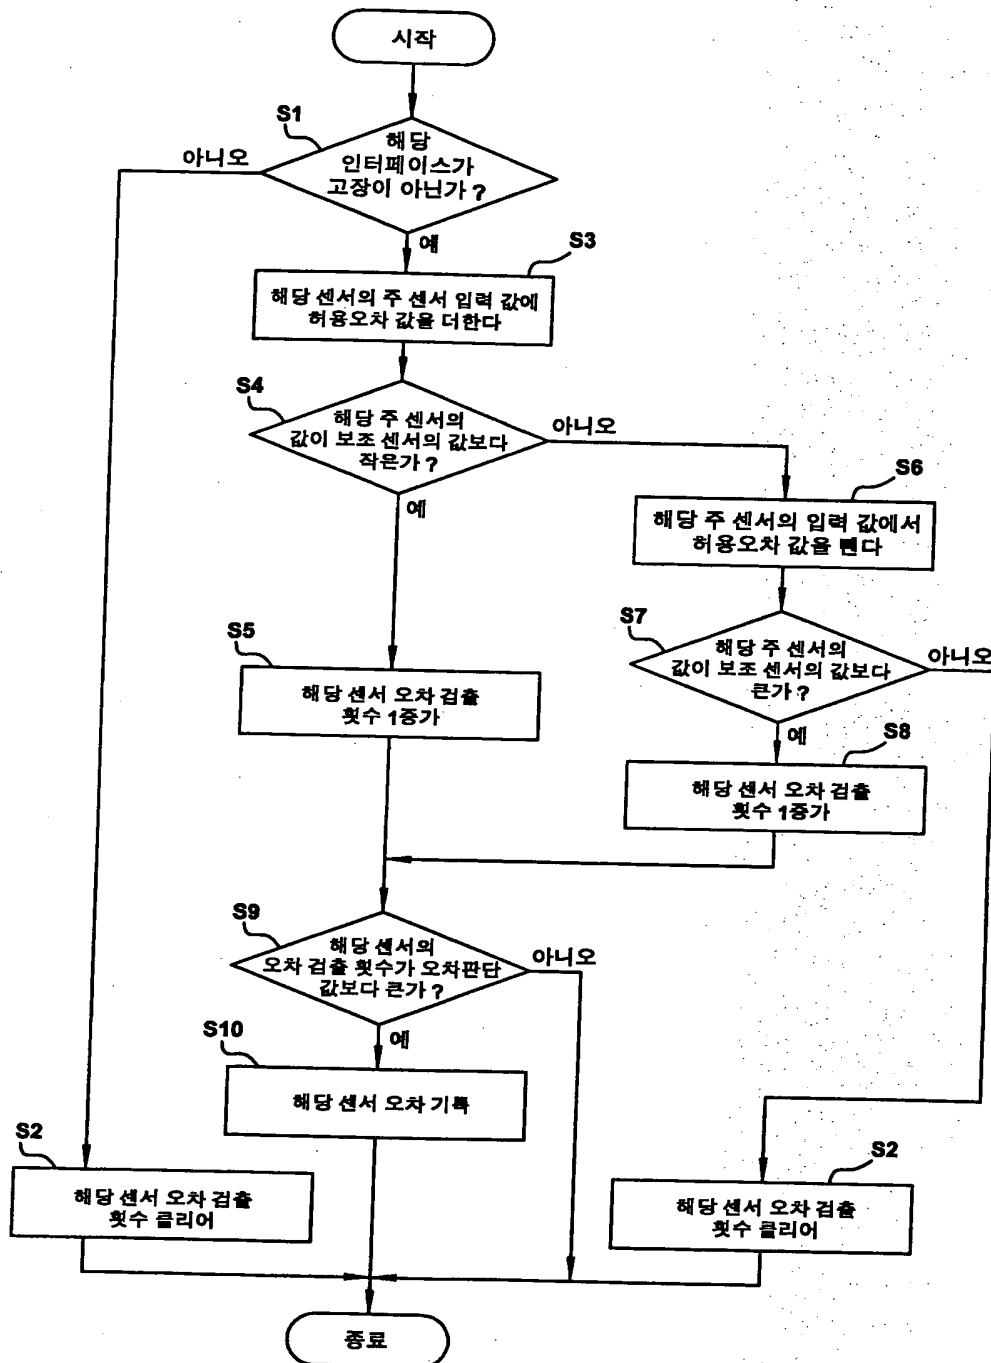 시작
S1
해당
인터페이스가
고장이 아닌가 ?
아니오
예
S3
해당 센서의 주 센서 입력 값에
허용오차 값을 더한다
S4
해당 주 센서의
값이 보조 센서의 값보다
작은가 ?
아니오
예
S6
해당 주 센서의 입력 값에서
허용오차 값을 뺀다
S7
해당 주 센서의
값이 보조 센서의 값보다
큰가 ?
아니오
예
S5
해당 센서 오차 검출
횟수 1증가
S8
해당 센서 오차 검출
횟수 1증가
S9
해당 센서의
오차 검출 횟수가 오차판단
값보다 큰가 ?
아니오
예
S10
해당 센서 오차 기록
S2
해당 센서 오차 검출
횟수 클리어
S2
해당 센서 오차 검출
횟수 클리어
종료